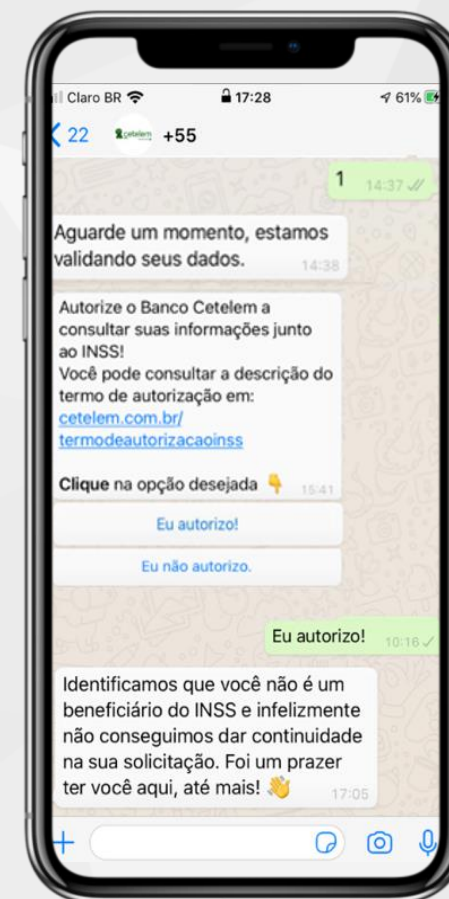 Claro BR
17:28
61%
22
cetelem
+55
1
14:37
Aguarde um momento, estamos
validando seus dados.
14:38
Autorize o Banco Cetelem a
consultar suas informações junto
ao INSS!
Você pode consultar a descrição do
termo de autorização em:
cetelem.com.br/
termodeautorizacaoinss
Clique na opção desejada 👇
15:41
Eu autorizo!
Eu não autorizo.
Eu autorizo!
10:16
Identificamos que você não é um
beneficiário do INSS e infelizmente
não conseguimos dar continuidade
na sua solicitação. Foi um prazer
ter você aqui, até mais! 👋
17:05